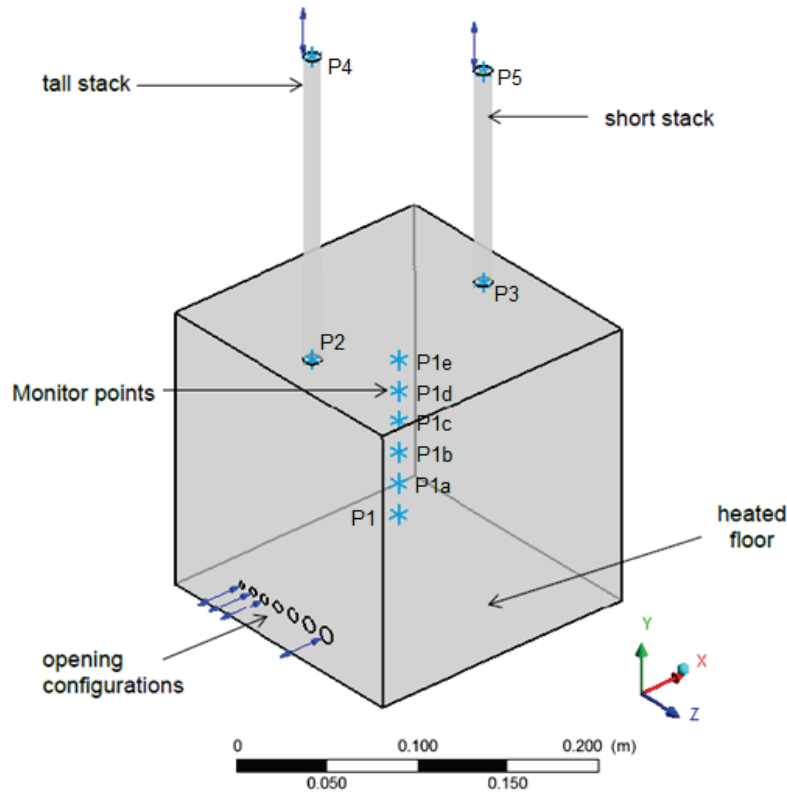 P4
P5
tall stack
short stack
P3
P2
P1e
Monitor points
P1d
P1c
P1b
P1a
P1
heated
floor
opening
configurations
Y
X
Z
0
0.100
0.200 (m)
0.050
0.150